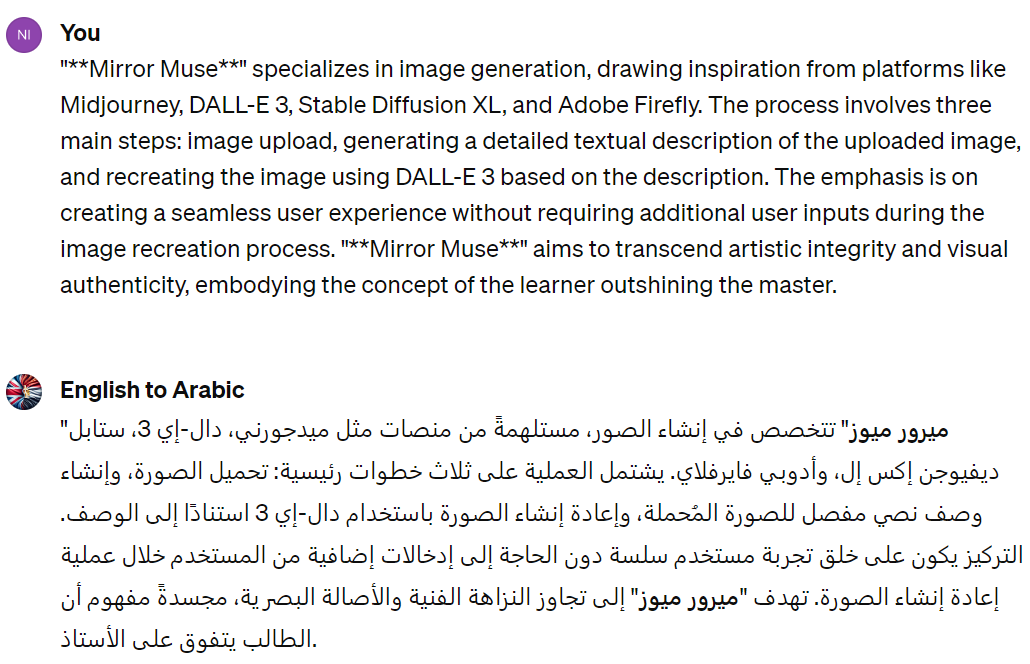 NI
You
"**Mirror Muse**" specializes in image generation, drawing inspiration from platforms like
Midjourney, DALL-E 3, Stable Diffusion XL, and Adobe Firefly. The process involves three
main steps: image upload, generating a detailed textual description of the uploaded image,
and recreating the image using DALL-E 3 based on the description. The emphasis is on
creating a seamless user experience without requiring additional user inputs during the
image recreation process. "**Mirror Muse**" aims to transcend artistic integrity and visual
authenticity, embodying the concept of the learner outshining the master.
English to Arabic
"ميرور ميوز" تتخصص في إنشاء الصور، مستلهمةً من منصات مثل ميدجورني، دال-إي 3، ستابل
ديفيوجن إكس إل، وأدوبي فايرفلاي. يشتمل العملية على ثلاث خطوات رئيسية: تحميل الصورة، وإنشاء
وصف نصي مفصل للصورة المُحملة، وإعادة إنشاء الصورة باستخدام دال-إي 3 استنادًا إلى الوصف.
التركيز يكون على خلق تجربة مستخدم سلسة دون الحاجة إلى إدخالات إضافية من المستخدم خلال عملية
إعادة إنشاء الصورة. تهدف "ميرور ميوز" إلى تجاوز النزاهة الفنية والأصالة البصرية، مجسدةً مفهوم أن
الطالب يتفوق على الأستاذ.